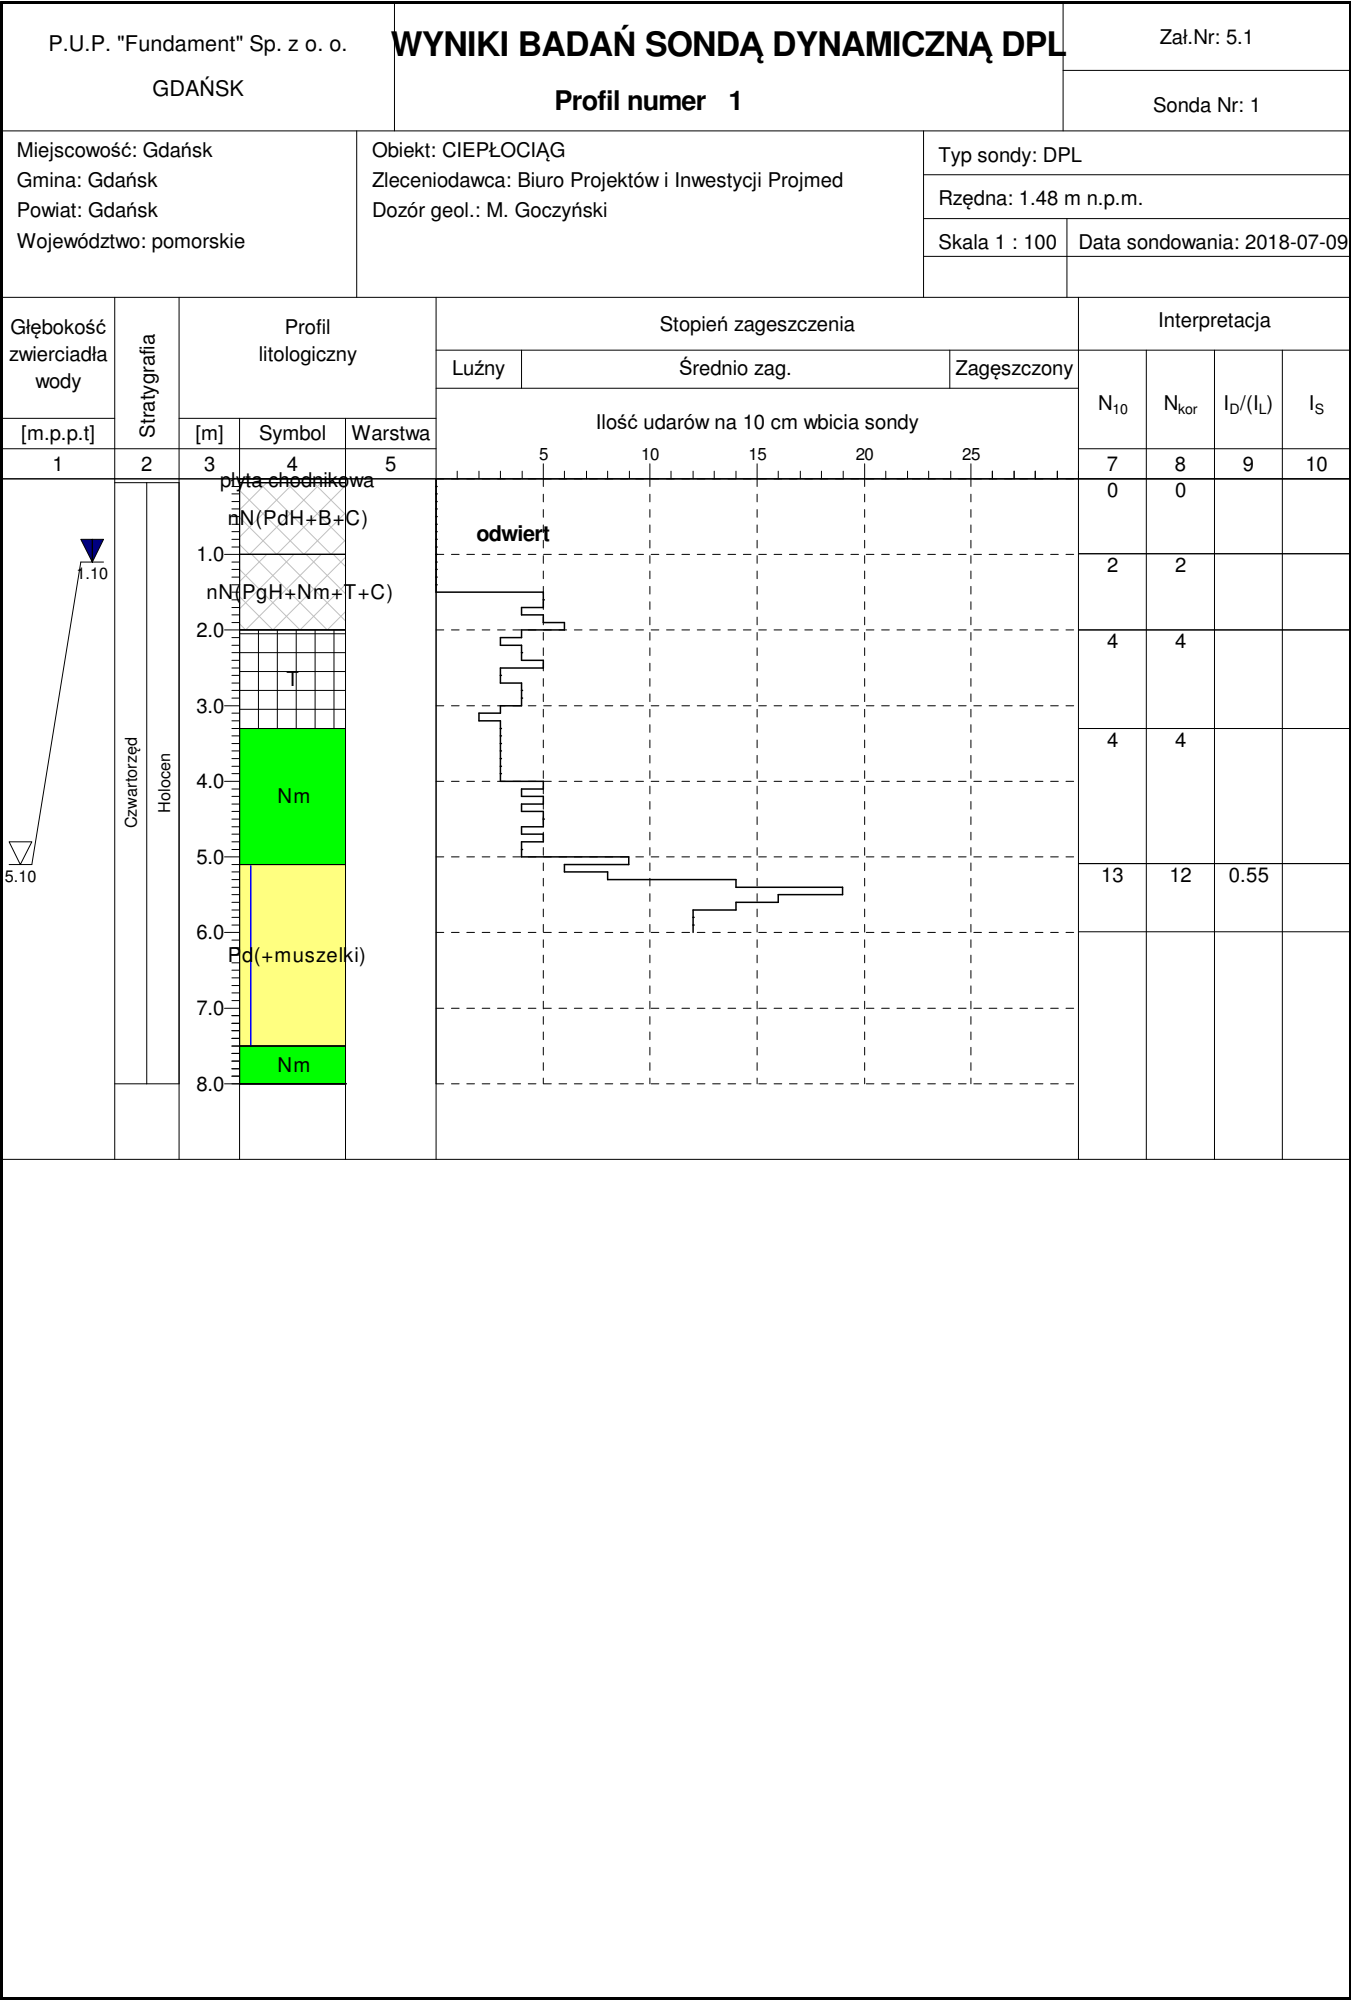 P.U.P. "Fundament" Sp. z o. o.
GDAŃSK
WYNIKI BADAŃ SONDĄ DYNAMICZNĄ DPL
Profil numer 1
Zał.Nr: 5.1
Sonda Nr: 1
Miejscowość: Gdańsk
Gmina: Gdańsk
Powiat: Gdańsk
Województwo: pomorskie
Obiekt: CIEPŁOCIĄG
Zleceniodawca: Biuro Projektów i Inwestycji Projmed
Dozór geol.: M. Goczyński
Typ sondy: DPL
Rzędna: 1.48 m n.p.m.
Skala 1 : 100
Data sondowania: 2018-07-09
Głębokość
zwierciadła
wody
[m.p.p.t]
Stratygrafia
Profil
litologiczny
[m] Symbol Warstwa
Stopień zagęszczenia
Luźny Średnio zag. Zagęszczony
Ilość udarów na 10 cm wbicia sondy
5 10 15 20 25
Interpretacja
N10 Nkor ID/(IL) IS
1 2 3 4 5 7 8 9 10
płyta chodnikowa
nN(PdH+B+C)
0 0
odwiert
1.0
1.10
2 2
nN(PgH+Nm+T+C)
2.0
4 4
T
3.0
4 4
Czwartorzęd
Holocen
4.0
Nm
5.0
5.10
13 12 0.55
6.0
Pd(+muszelki)
7.0
Nm
8.0